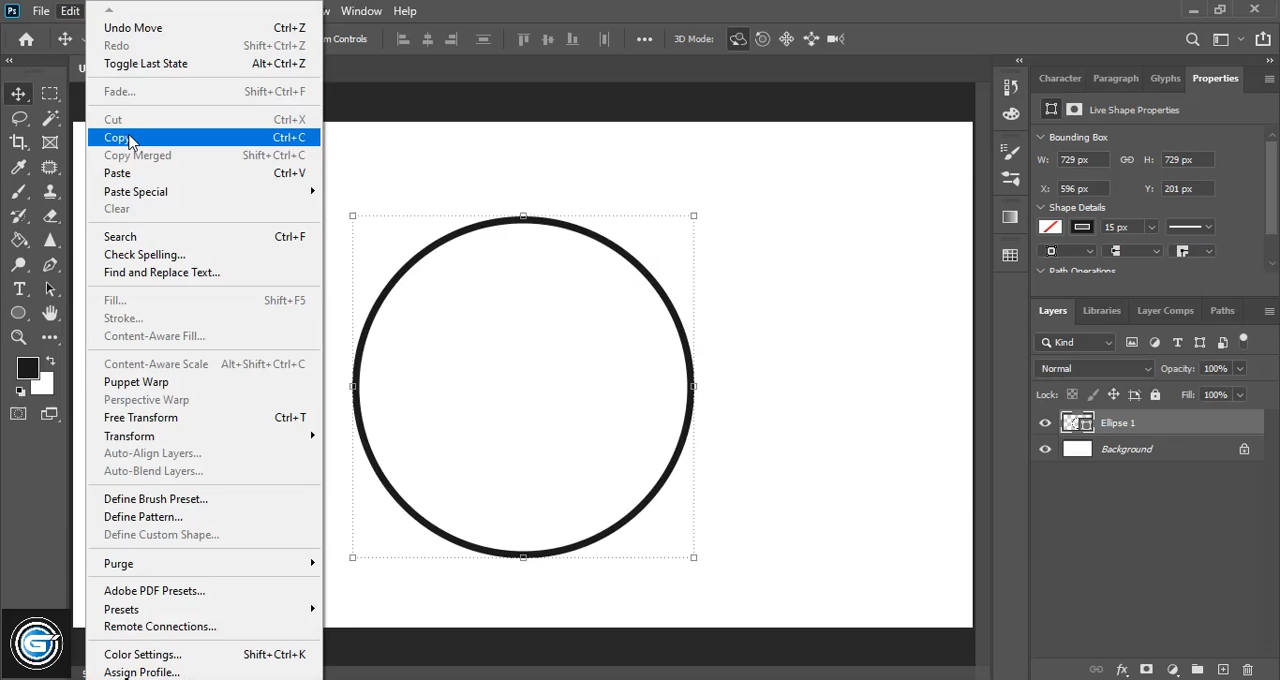 Ps File Edit w Window Help
m Controls 3D Mode:
U
Undo Move Ctrl+Z
Redo Shift+Ctrl+Z
Toggle Last State Alt+Ctrl+Z
Fade... Shift+Ctrl+F
Cut Ctrl+X
Copy Ctrl+C
Copy Merged Shift+Ctrl+C
Paste Ctrl+V
Paste Special
Clear
Search Ctrl+F
Check Spelling...
Find and Replace Text...
Fill... Shift+F5
Stroke...
Content-Aware Fill...
Content-Aware Scale Alt+Shift+Ctrl+C
Puppet Warp
Perspective Warp
Free Transform Ctrl+T
Transform
Auto-Align Layers...
Auto-Blend Layers...
Define Brush Preset...
Define Pattern...
Define Custom Shape...
Purge
Adobe PDF Presets...
Presets
Remote Connections...
Color Settings... Shift+Ctrl+K
Assign Profile...
Character Paragraph Glyphs Properties
Live Shape Properties
Bounding Box
W: 729 px H: 729 px
X: 596 px Y: 201 px
Shape Details
15 px
Path Operations
Layers Libraries Layer Comps Paths
Kind
Normal Opacity: 100%
Lock: Fill: 100%
Ellipse 1
Background
fx